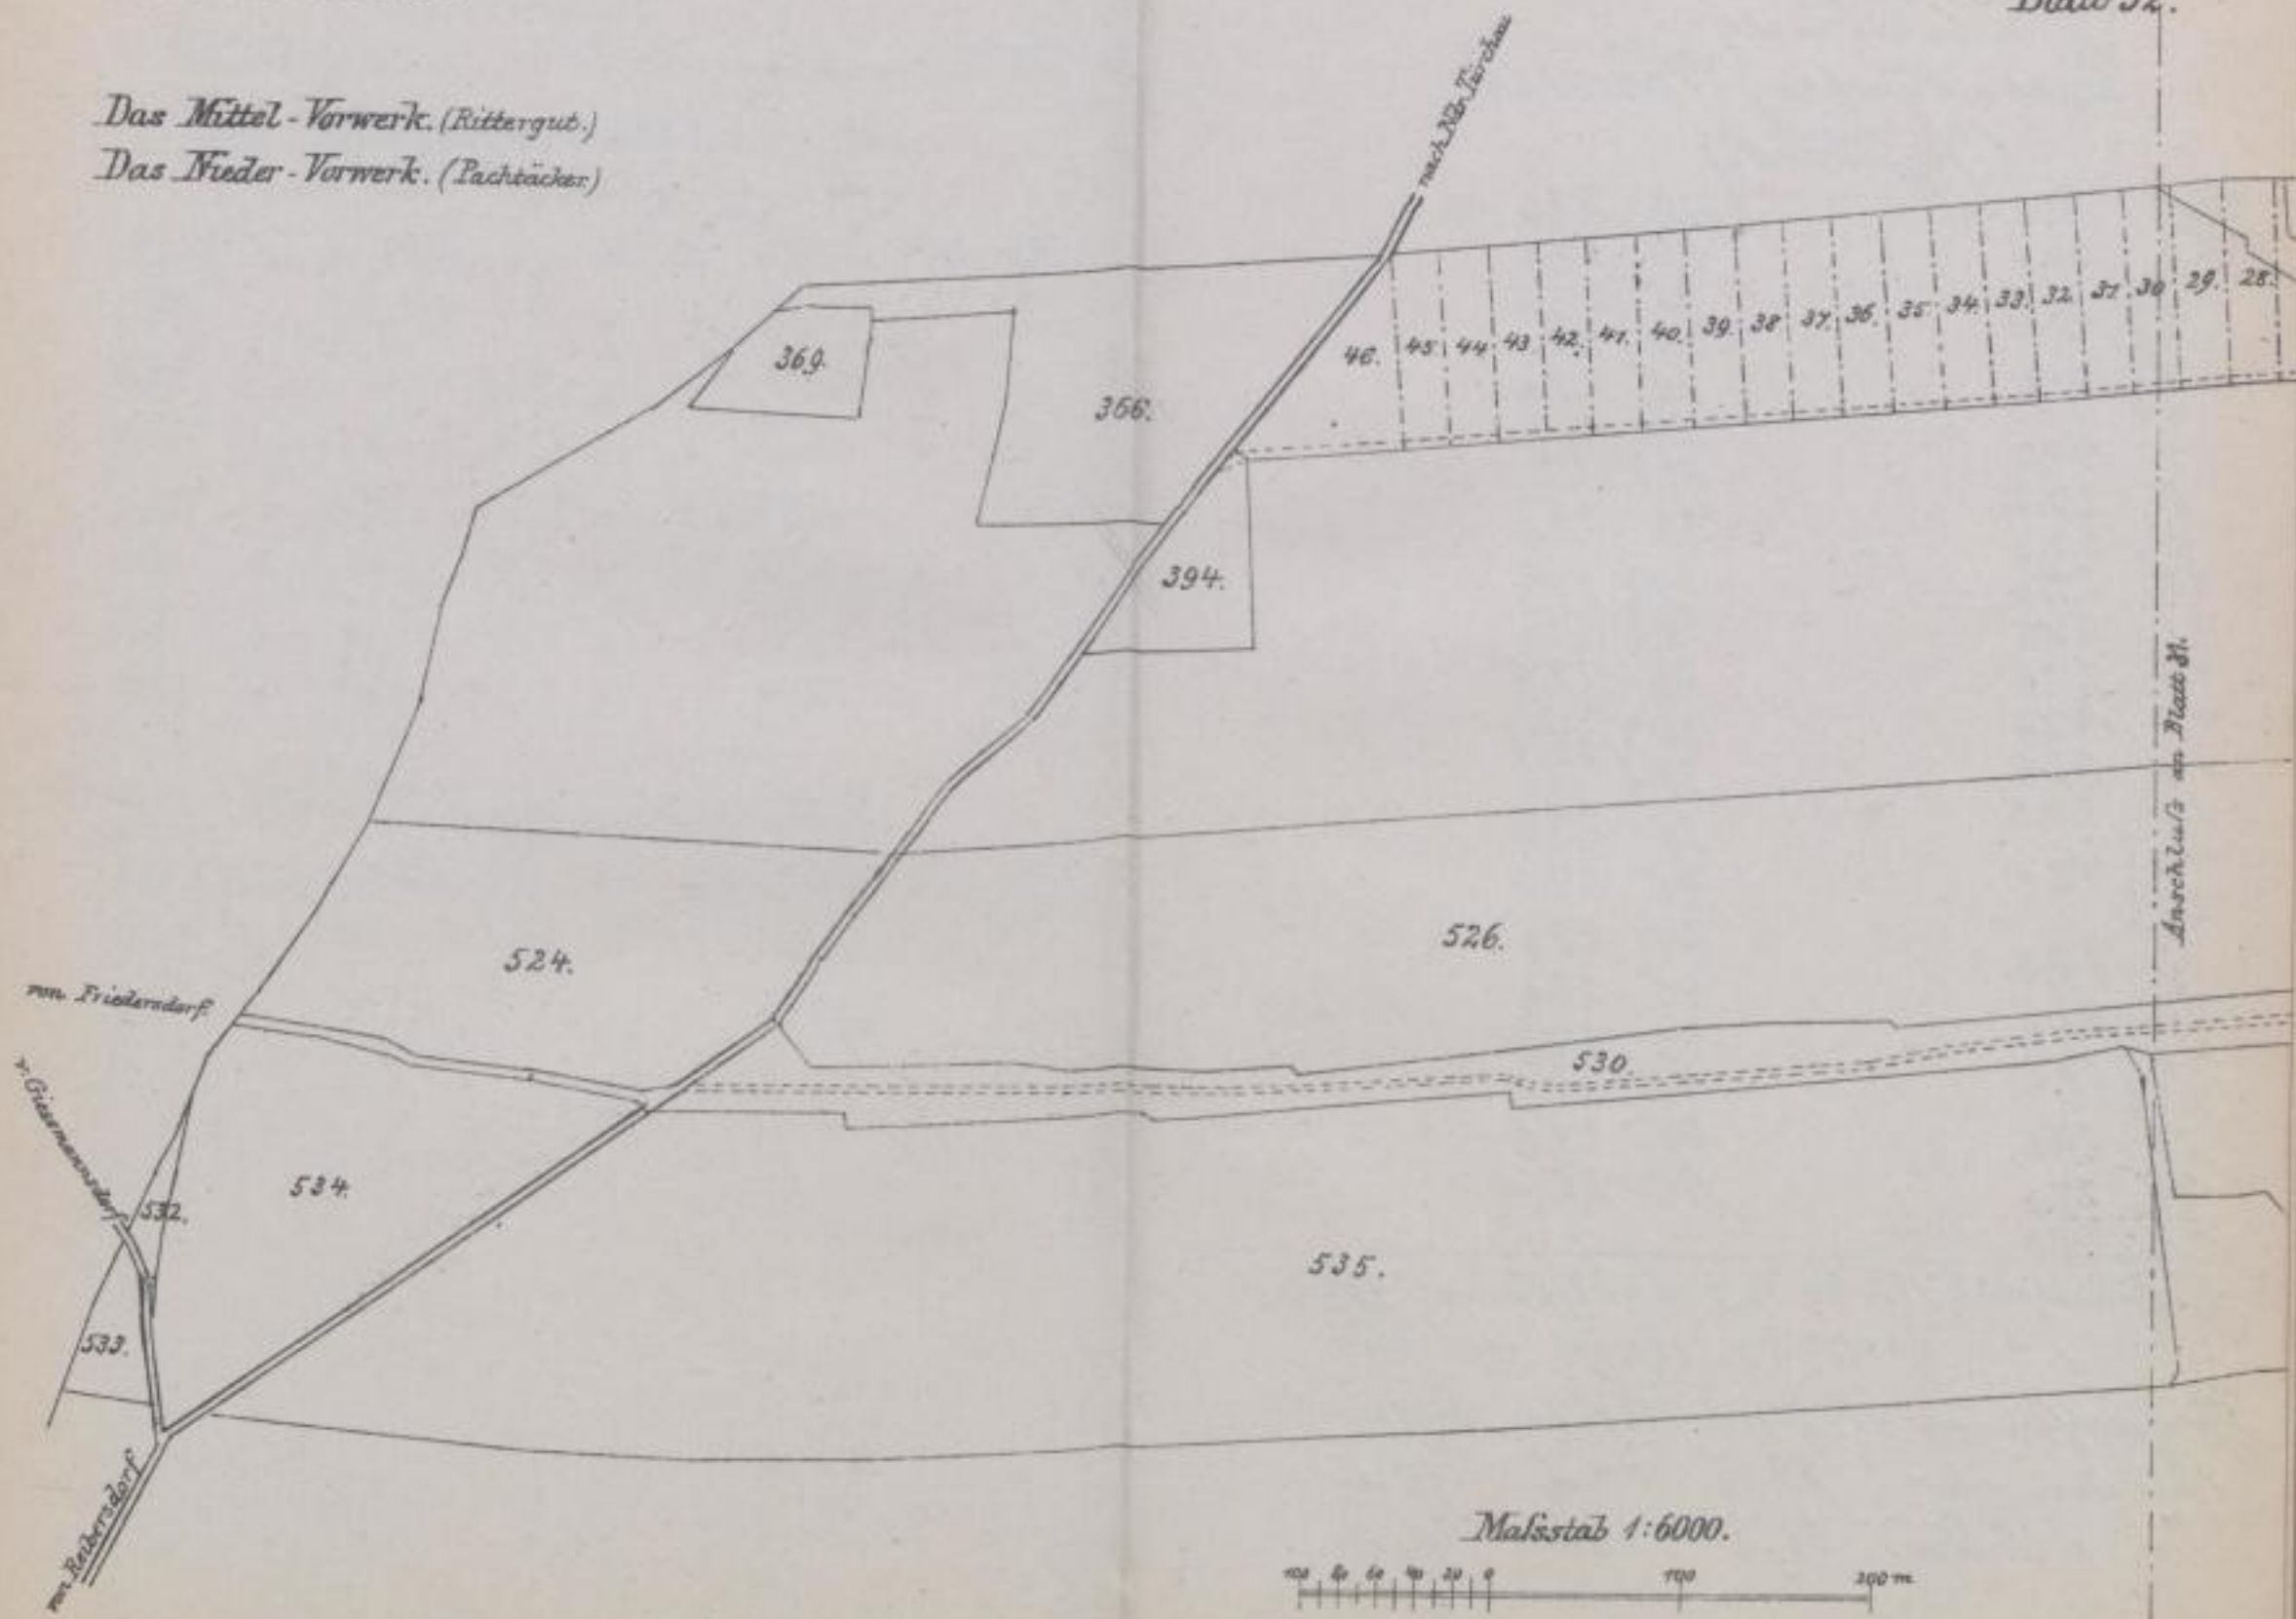 Blatt 32.
Das Mittel-Vorwerk. (Rittergut.)
Das Nieder-Vorwerk. (Pachtäcker.)
nach Ndr. Türchau
369.
366.
46.
45
44
43
42.
41.
40.
39.
38
37.
36.
35
34.
33.
32.
31.
30
29.
28.
394.
Anschluſs an Blatt 31.
524.
526.
von Friedersdorf.
530.
v. Giesmannsdorf
534.
532.
535.
533.
von Reibersdorf
Maſsstab 1:6000.
100 80 60 40 20 0 100 200 m